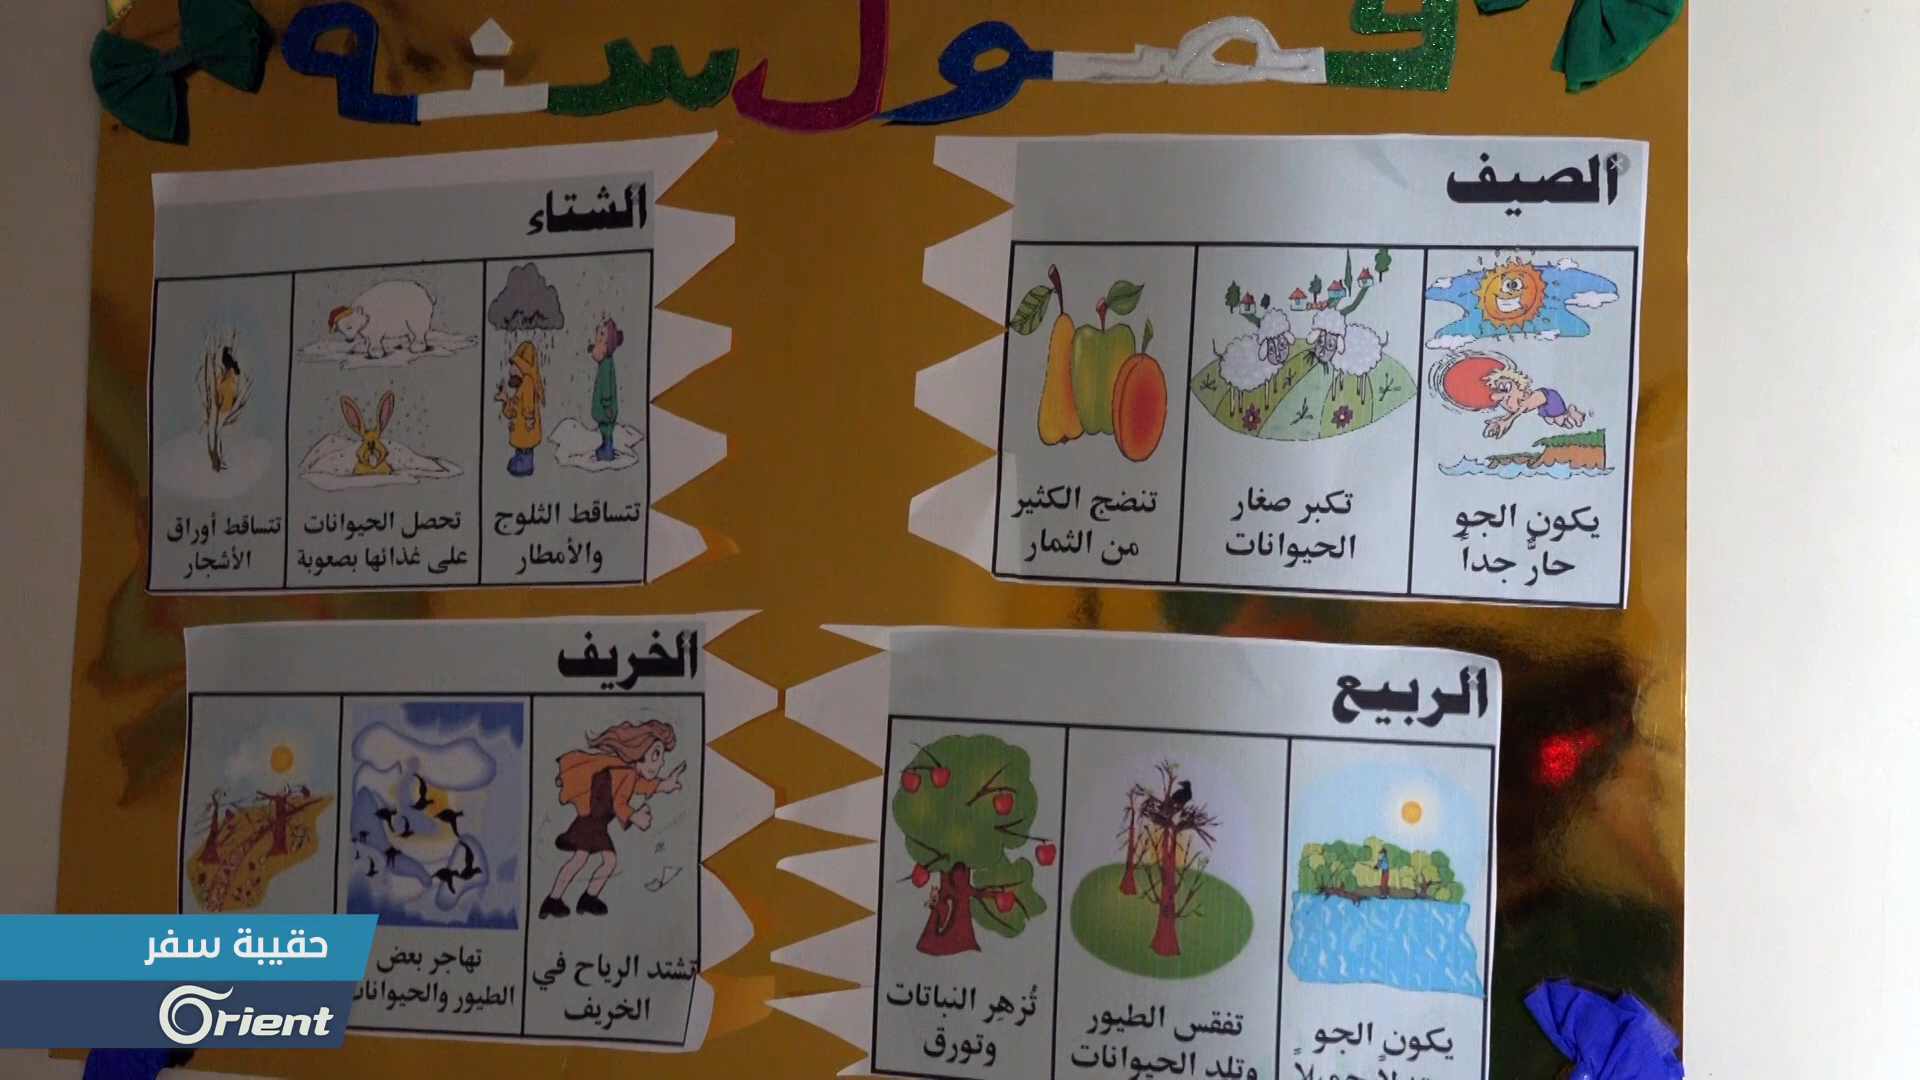 فصول سنه
الصيف
يكون الجو
حارٌّ جداً
تكبر صغار
الحيوانات
تنضج الكثير
من الثمار
الشتاء
تتساقط الثلوج
والأمطار
تحصل الحيوانات
على غذائها بصعوبة
تتساقط أوراق
الأشجار
الربيع
يكون الجو
تفقس الطيور
وتلد الحيوانات
تُزهِر النباتات
وتورق
الخريف
تشتد الرياح في
الخريف
تهاجر بعض
الطيور والحيوانات
حقيبة سفر
Orient